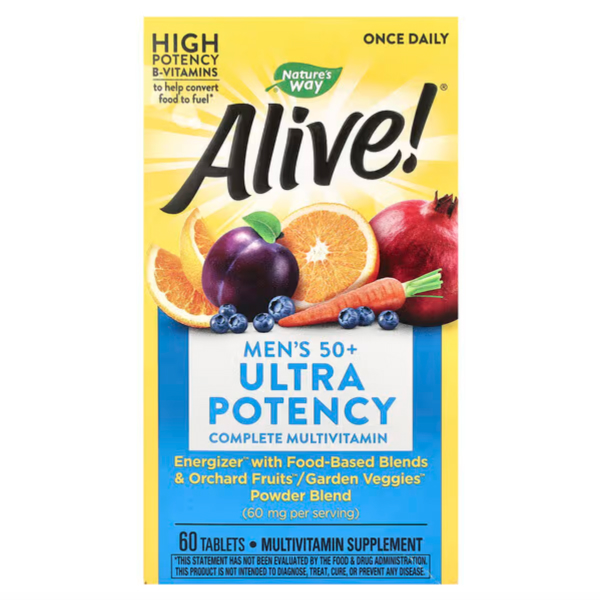 HIGH
POTENCY
B-VITAMINS
to help convert
food to fuel*
ONCE DAILY
Nature's
Way
Alive!®
MEN'S 50+
ULTRA
POTENCY
COMPLETE MULTIVITAMIN
Energizer™ with Food-Based Blends
& Orchard Fruits™/Garden Veggies™
Powder Blend
(60 mg per serving)
60 TABLETS • MULTIVITAMIN SUPPLEMENT
*THIS STATEMENT HAS NOT BEEN EVALUATED BY THE FOOD & DRUG ADMINISTRATION.
THIS PRODUCT IS NOT INTENDED TO DIAGNOSE, TREAT, CURE, OR PREVENT ANY DISEASE.